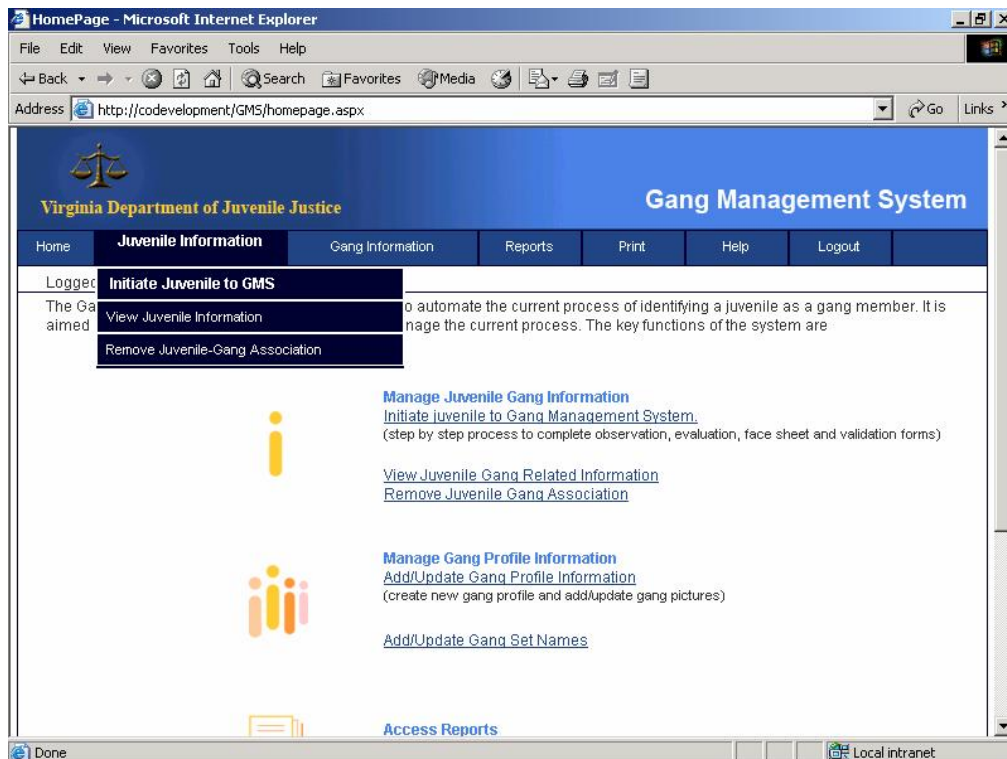 HomePage - Microsoft Internet Explorer
File Edit View Favorites Tools Help
Back Search Favorites Media
Address http://codevelopment/GMS/homepage.aspx Go Links
Virginia Department of Juvenile Justice
Gang Management System
Home Juvenile Information Gang Information Reports Print Help Logout
Logged
Initiate Juvenile to GMS
View Juvenile Information
Remove Juvenile-Gang Association
The Ga o automate the current process of identifying a juvenile as a gang member. It is
aimed nage the current process. The key functions of the system are
Manage Juvenile Gang Information
Initiate juvenile to Gang Management System.
(step by step process to complete observation, evaluation, face sheet and validation forms)
View Juvenile Gang Related Information
Remove Juvenile Gang Association
Manage Gang Profile Information
Add/Update Gang Profile Information
(create new gang profile and add/update gang pictures)
Add/Update Gang Set Names
Access Reports
Done Local intranet